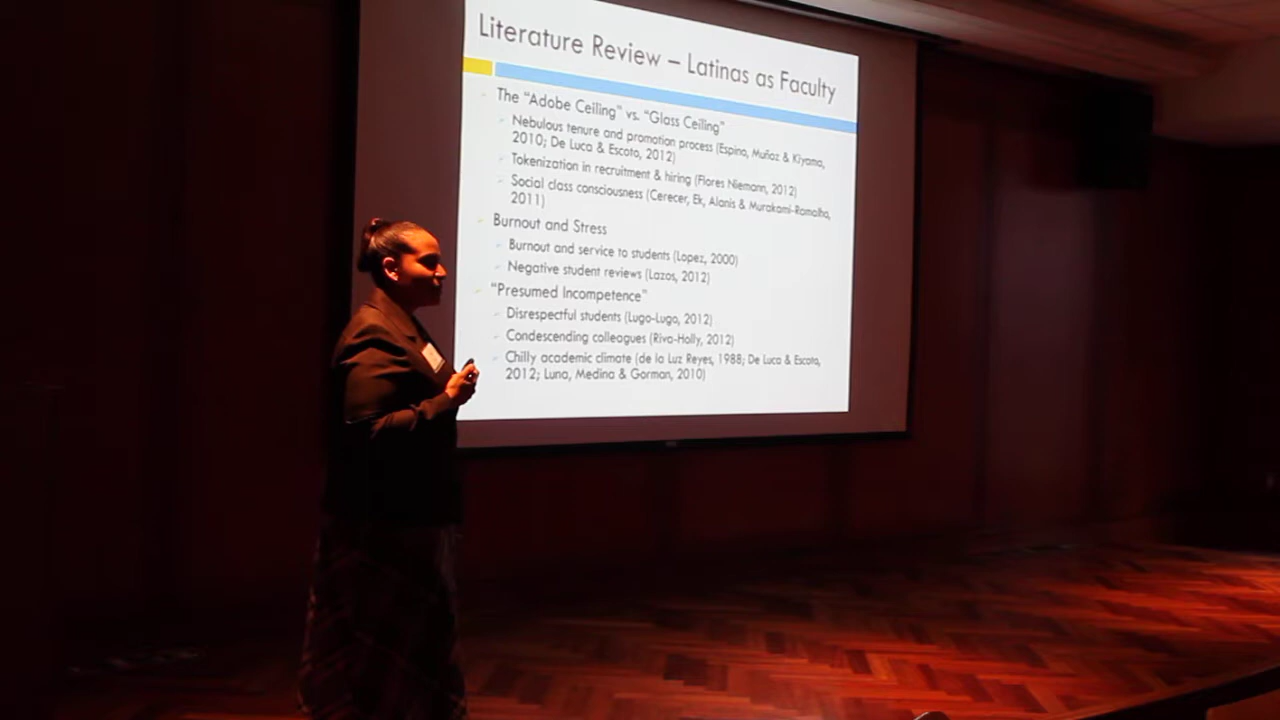 Literature Review – Latinas as Faculty
The “Adobe Ceiling” vs. “Glass Ceiling”
Nebulous tenure and promotion process (Espino, Muñoz & Kiyama,
2010; De Luca & Escoto, 2012)
Tokenization in recruitment & hiring (Flores Niemann, 2012)
Social class consciousness (Cerecer, Ek, Alanis & Murakami-Ramalho,
2011)
Burnout and Stress
Burnout and service to students (Lopez, 2000)
Negative student reviews (Lazos, 2012)
“Presumed Incompetence”
Disrespectful students (Lugo-Lugo, 2012)
Condescending colleagues (Riva-Holly, 2012)
Chilly academic climate (de la Luz Reyes, 1988; De Luca & Escoto,
2012; Luna, Medina & Gorman, 2010)